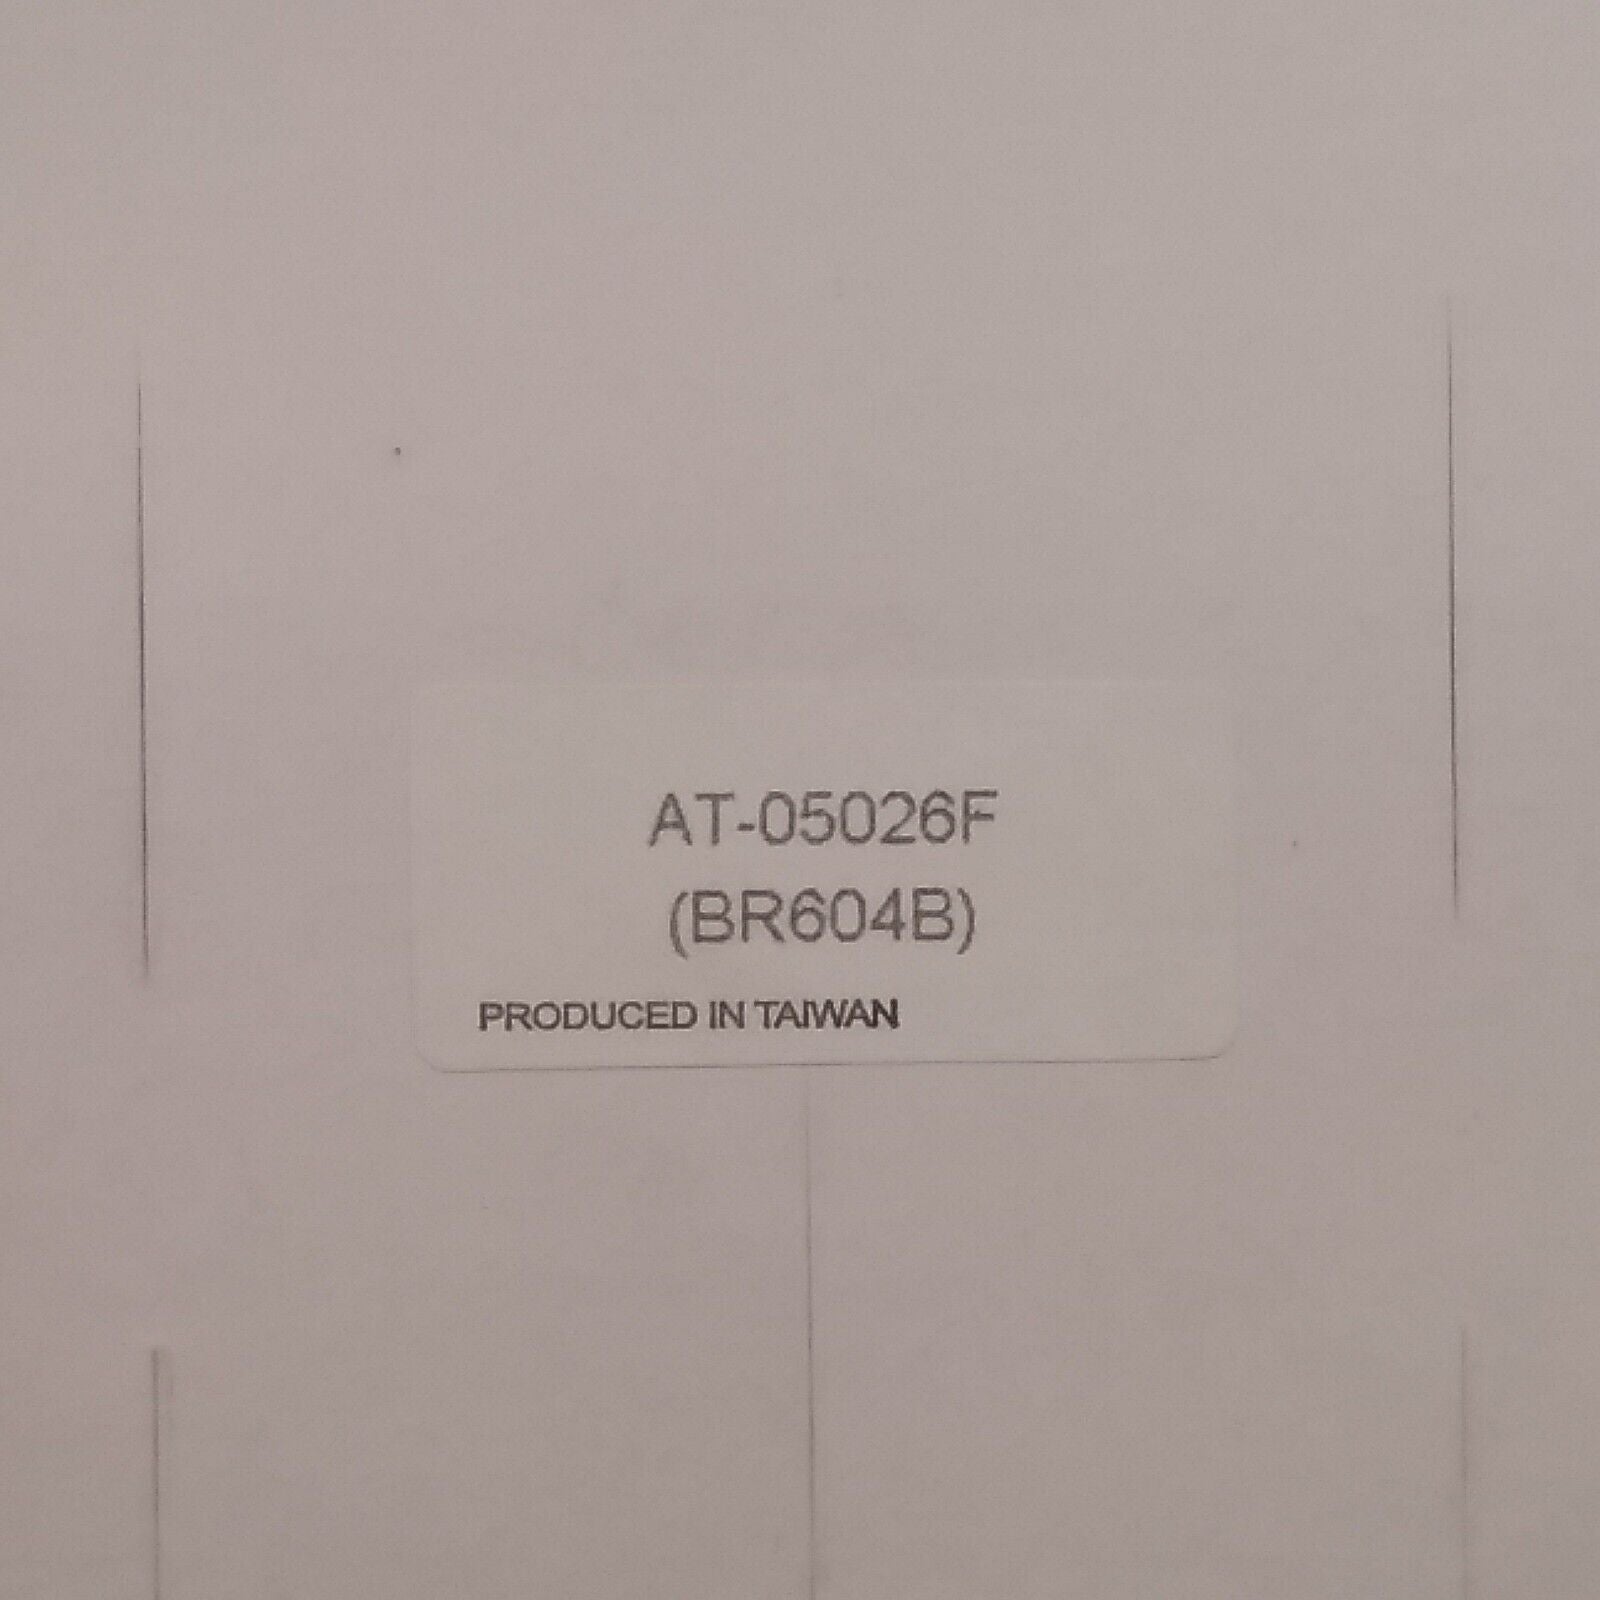 AT-05026F
(BR604B)
PRODUCED IN TAIWAN